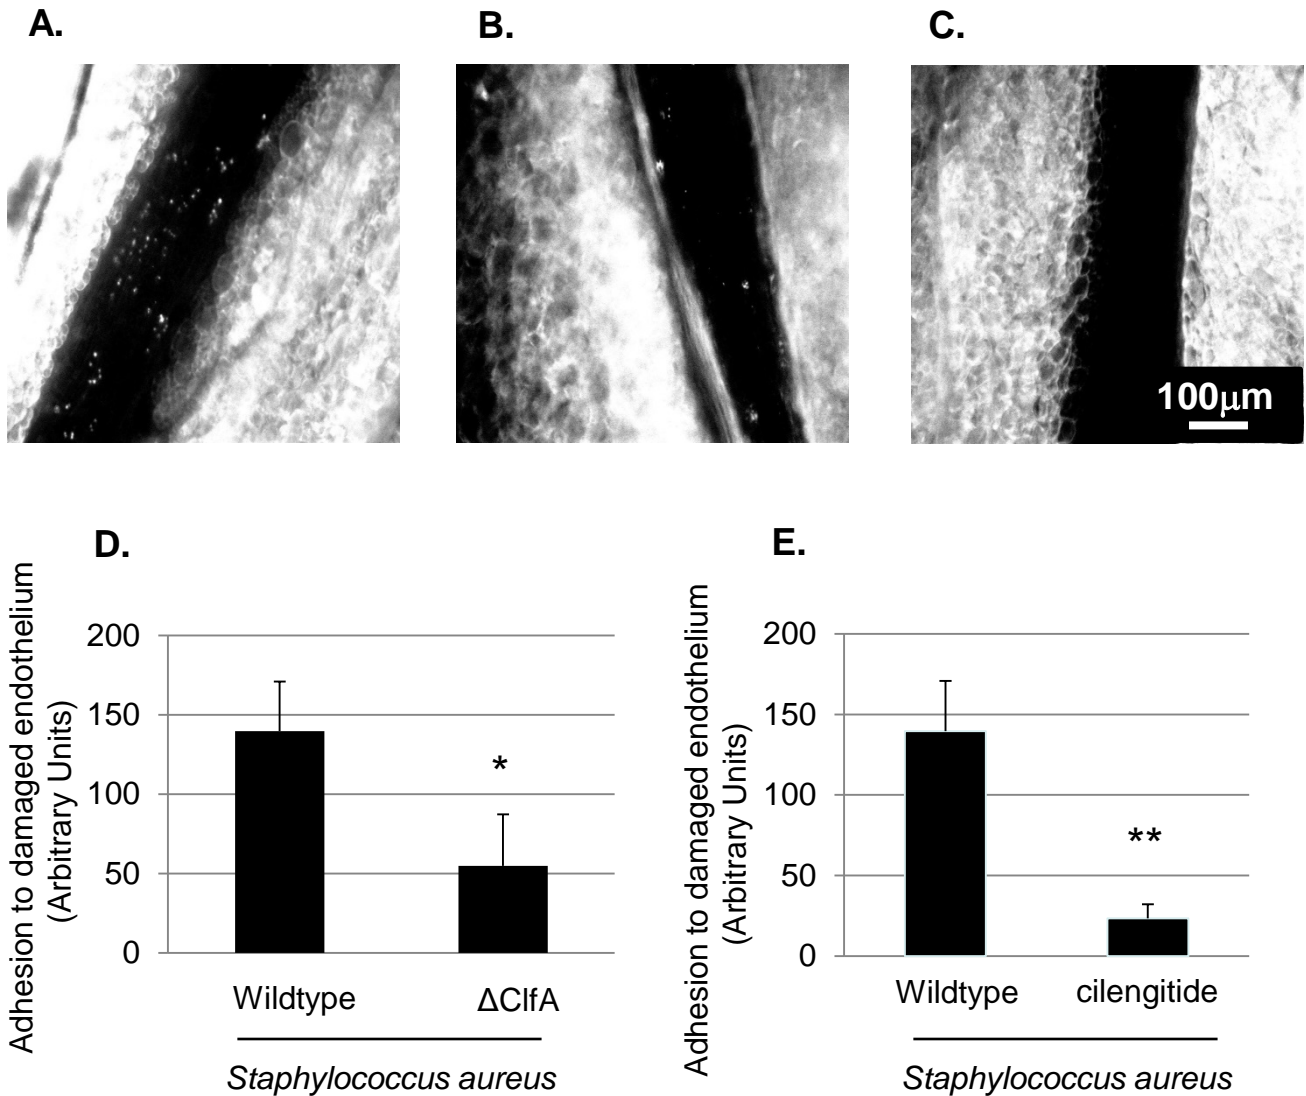 A.
B.
C.
100μm
D.
E.
Adhesion to damaged endothelium
(Arbitrary Units)
200
150
100
50
0
*
Wildtype
ΔClfA
Staphylococcus aureus
Adhesion to damaged endothelium
(Arbitrary Units)
200
150
100
50
0
**
Wildtype
cilengitide
Staphylococcus aureus